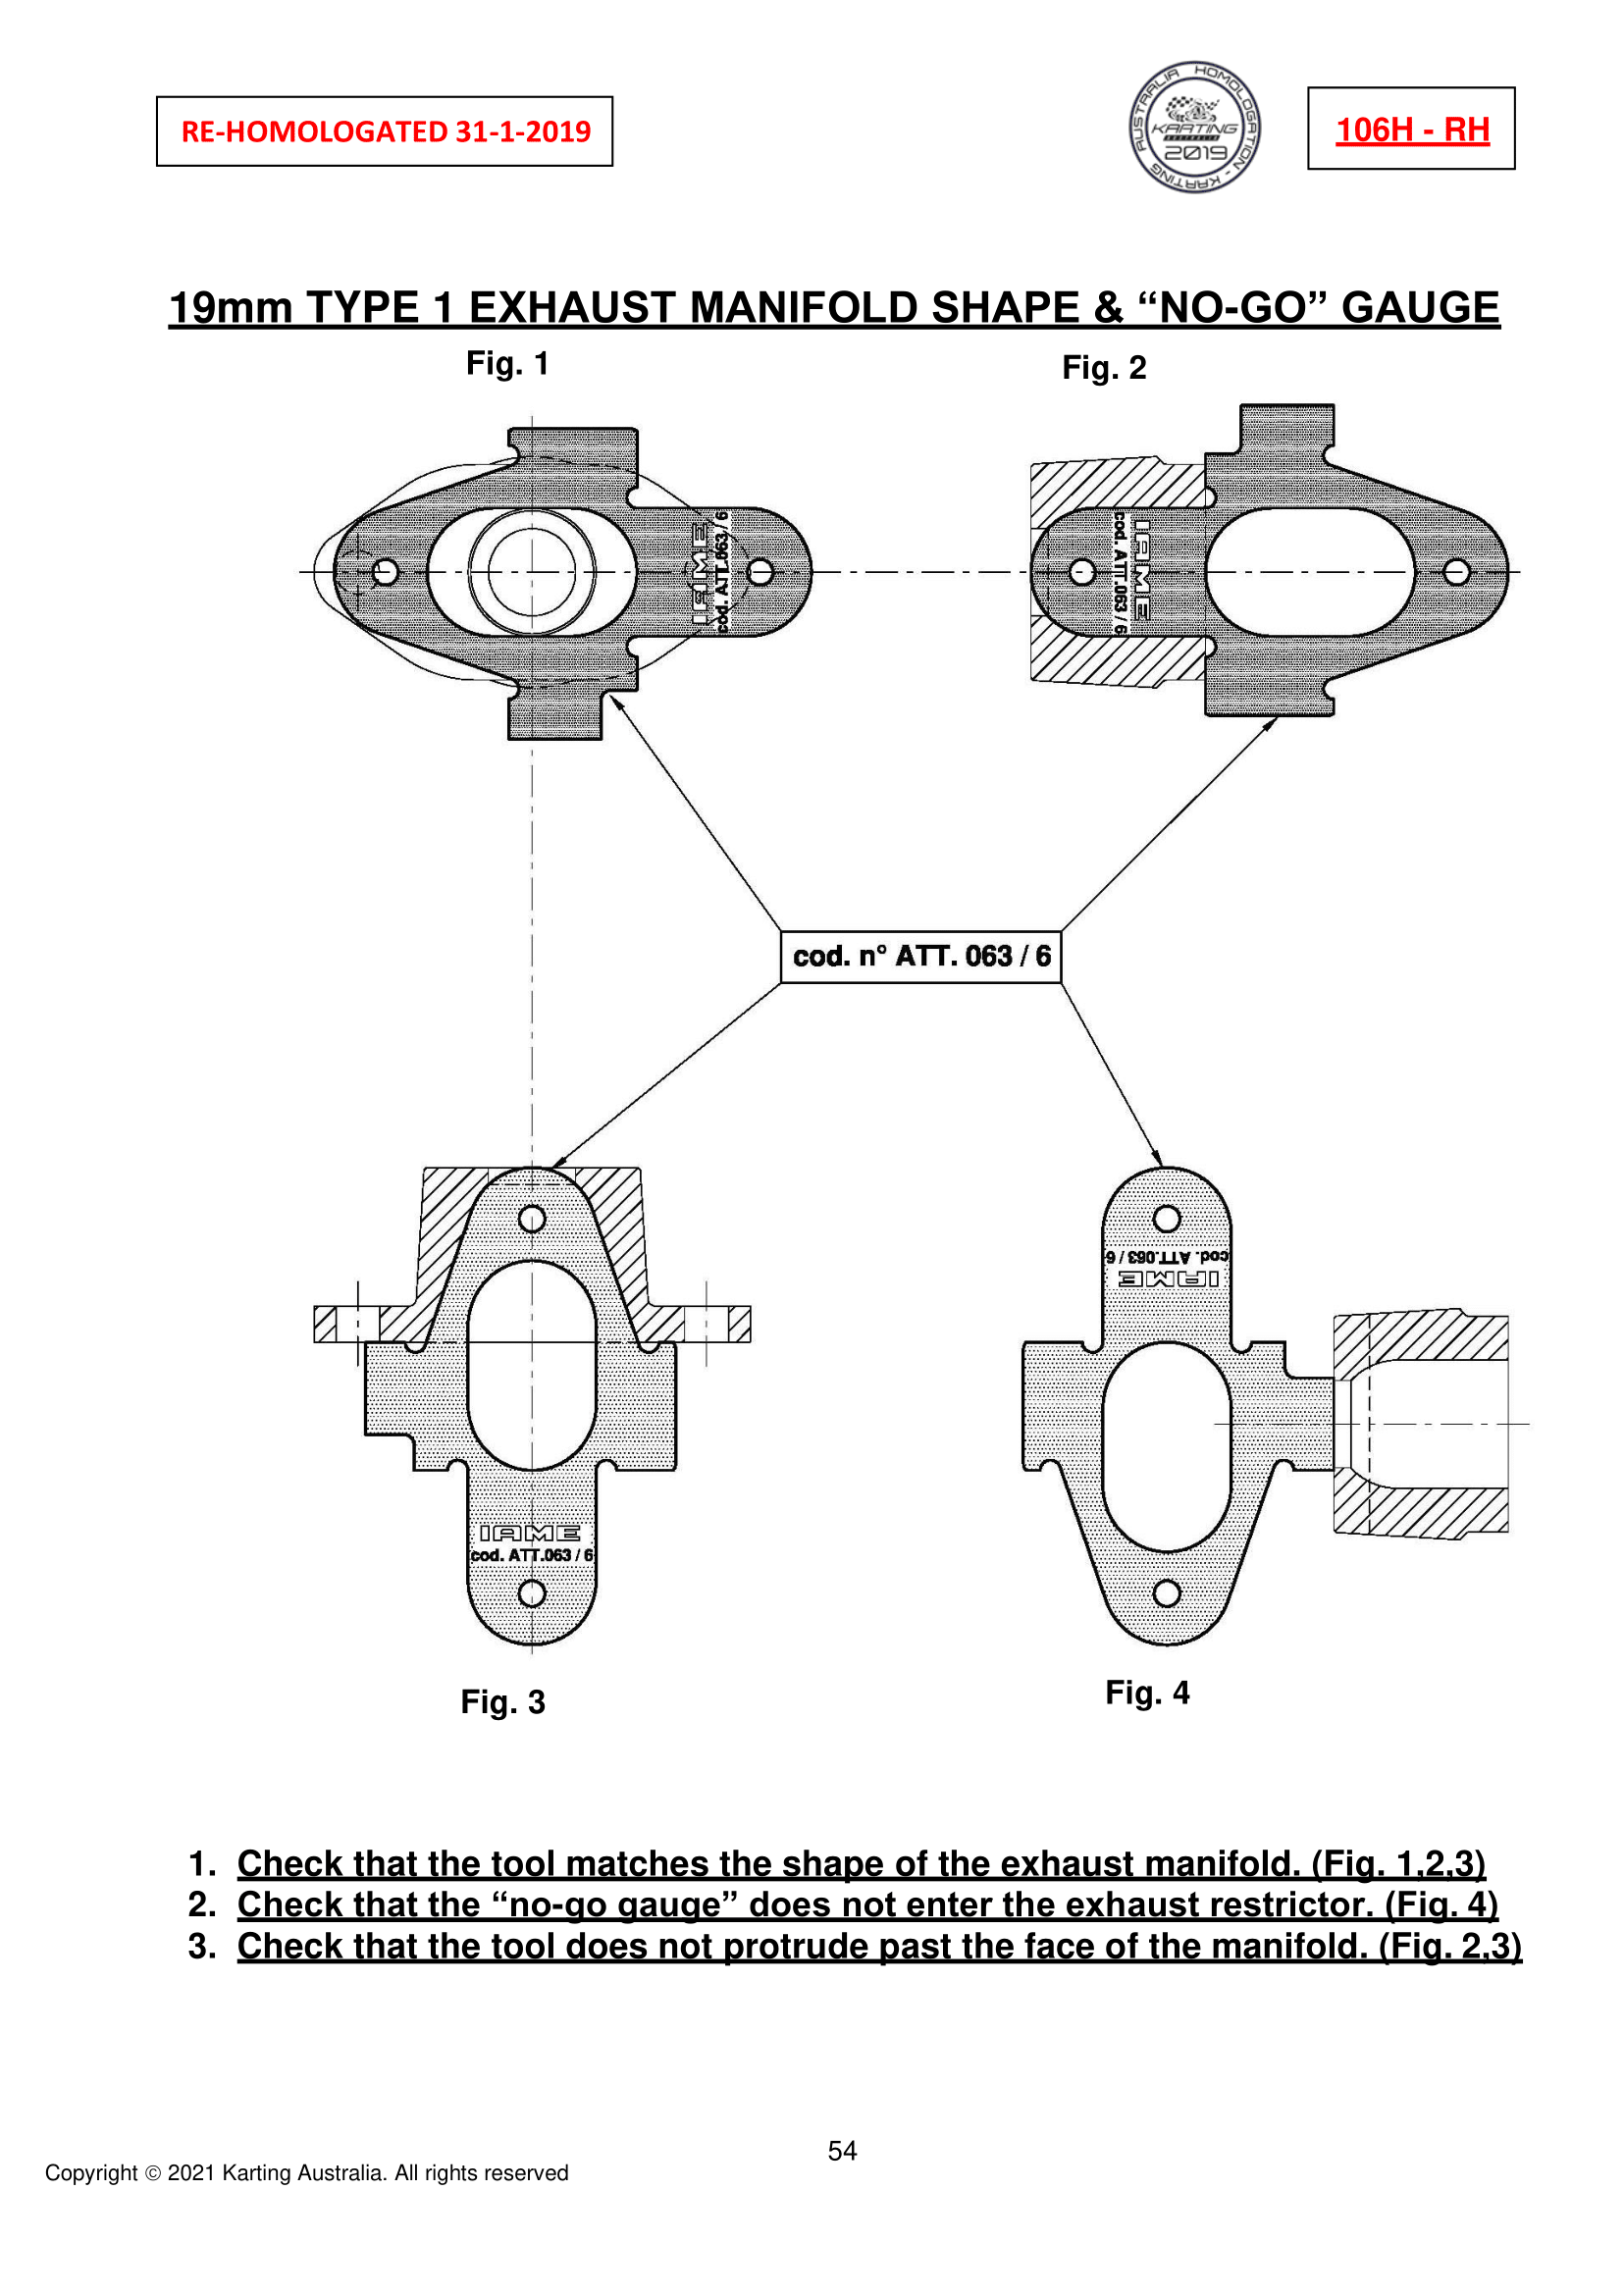 RE-HOMOLOGATED 31-1-2019
AUSTRALIA HOMOLOGATION - KARTING
KARTING
AUSTRALIA
2019
106H - RH
19mm TYPE 1 EXHAUST MANIFOLD SHAPE & “NO-GO” GAUGE
Fig. 1
Fig. 2
IAME
cod. ATT.063 / 6
cod. ATT.063 / 6
IAME
cod. n° ATT. 063 / 6
cod. ATT.063 / 6
IAME
IAME
cod. ATT.063 / 6
Fig. 3
Fig. 4
1. Check that the tool matches the shape of the exhaust manifold. (Fig. 1,2,3)
2. Check that the “no-go gauge” does not enter the exhaust restrictor. (Fig. 4)
3. Check that the tool does not protrude past the face of the manifold. (Fig. 2,3)
54
Copyright © 2021 Karting Australia. All rights reserved